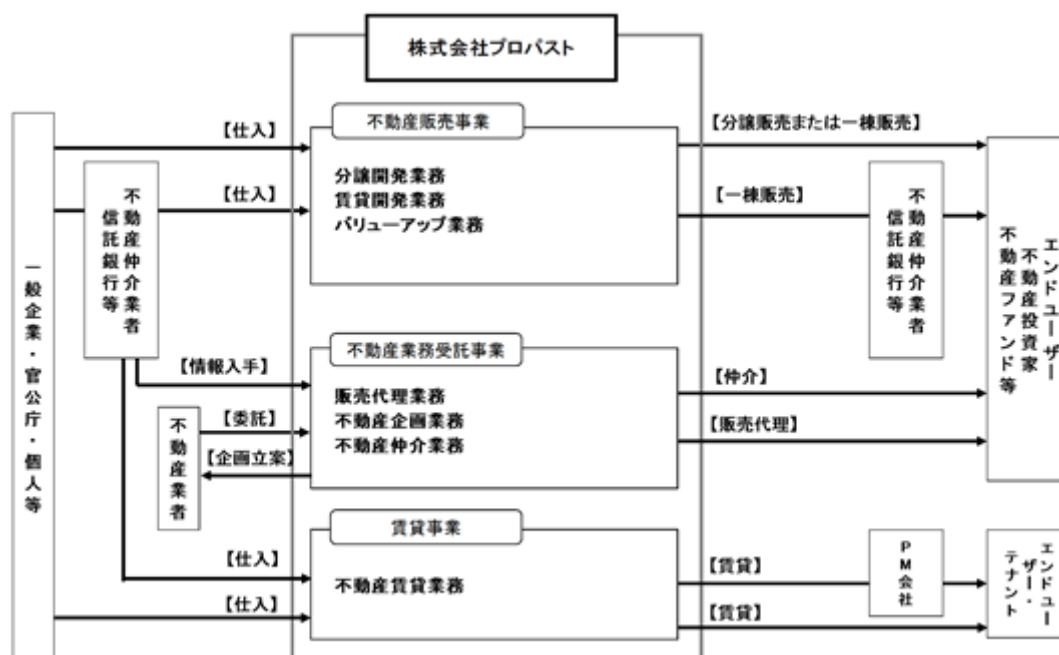 株式会社プロパスト
不動産販売事業
【仕入】
【仕入】
分譲開発業務
賃貸開発業務
バリューアップ業務
【分譲販売または一棟販売】
【一棟販売】
不動産仲介業者
信託銀行等
不動産仲介業者
信託銀行等
エンドユーザー
不動産投資家
不動産ファンド等
一般企業・官公庁・個人等
不動産業務受託事業
【情報入手】
【委託】
【企画立案】
不動産業者
販売代理業務
不動産企画業務
不動産仲介業務
【仲介】
【販売代理】
賃貸事業
【仕入】
【仕入】
不動産賃貸業務
【賃貸】
【賃貸】
PM会社
エンドユー
ザー・
テナント